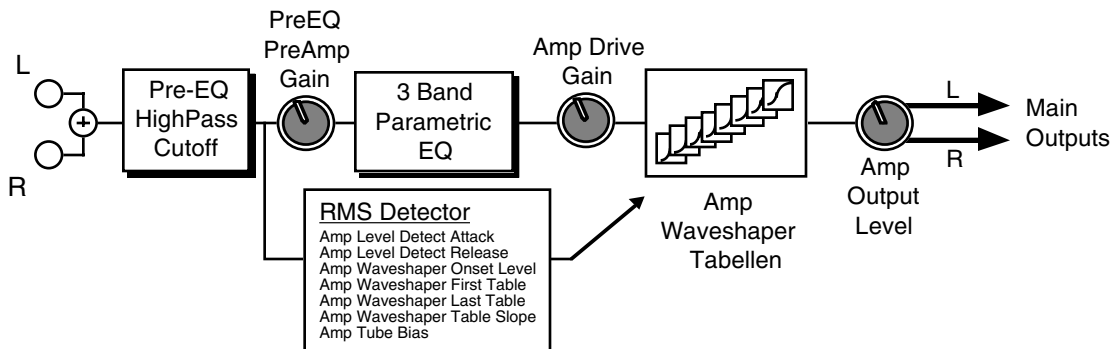 L
R
+
Pre-EQ
HighPass
Cutoff
PreEQ
PreAmp
Gain
3 Band
Parametric
EQ
Amp Drive
Gain
Amp
Waveshaper
Tabellen
Amp
Output
Level
L
R
Main
Outputs
RMS Detector
Amp Level Detect Attack
Amp Level Detect Release
Amp Waveshaper Onset Level
Amp Waveshaper First Table
Amp Waveshaper Last Table
Amp Waveshaper Table Slope
Amp Tube Bias